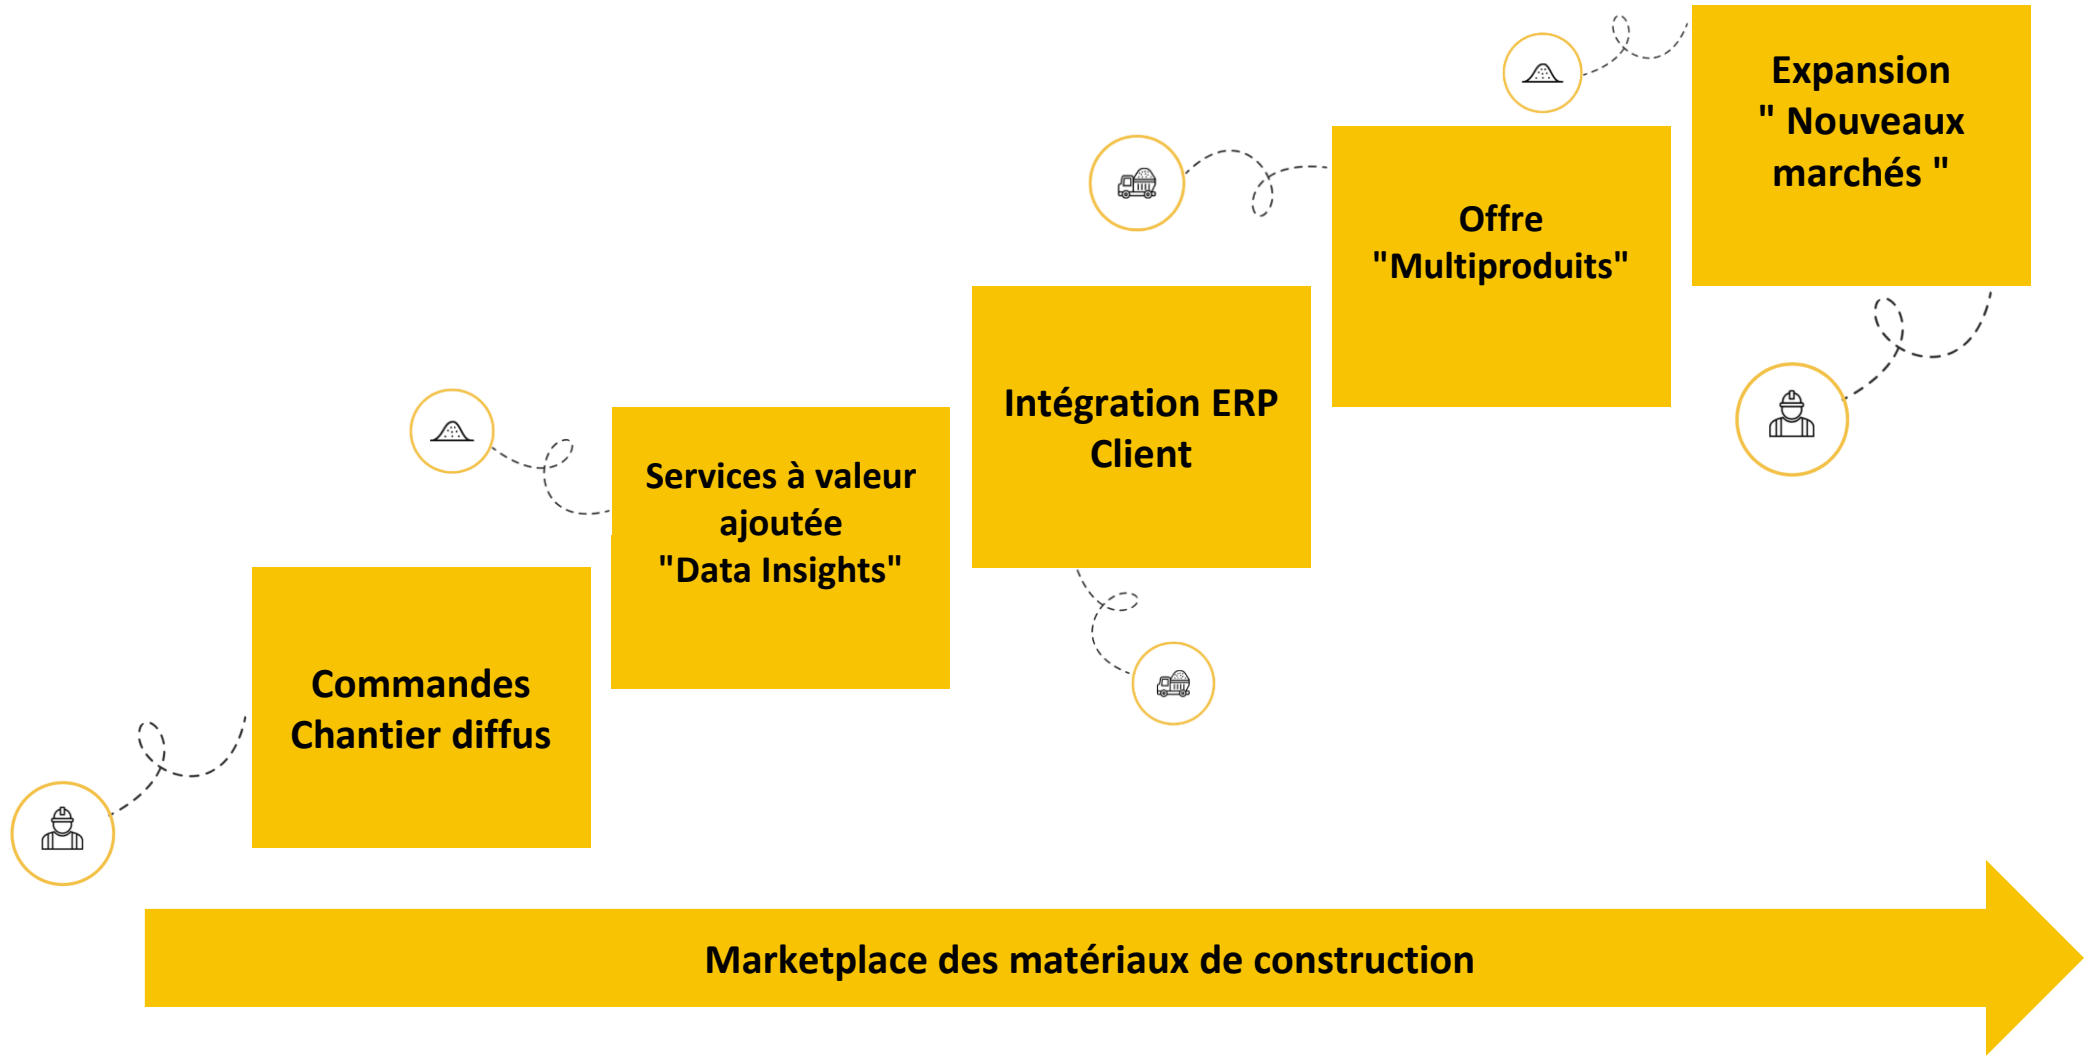 Commandes
Chantier diffus
Services à valeur
ajoutée
"Data Insights"
Intégration ERP
Client
Offre
"Multiproduits"
Expansion
" Nouveaux
marchés "
Marketplace des matériaux de construction